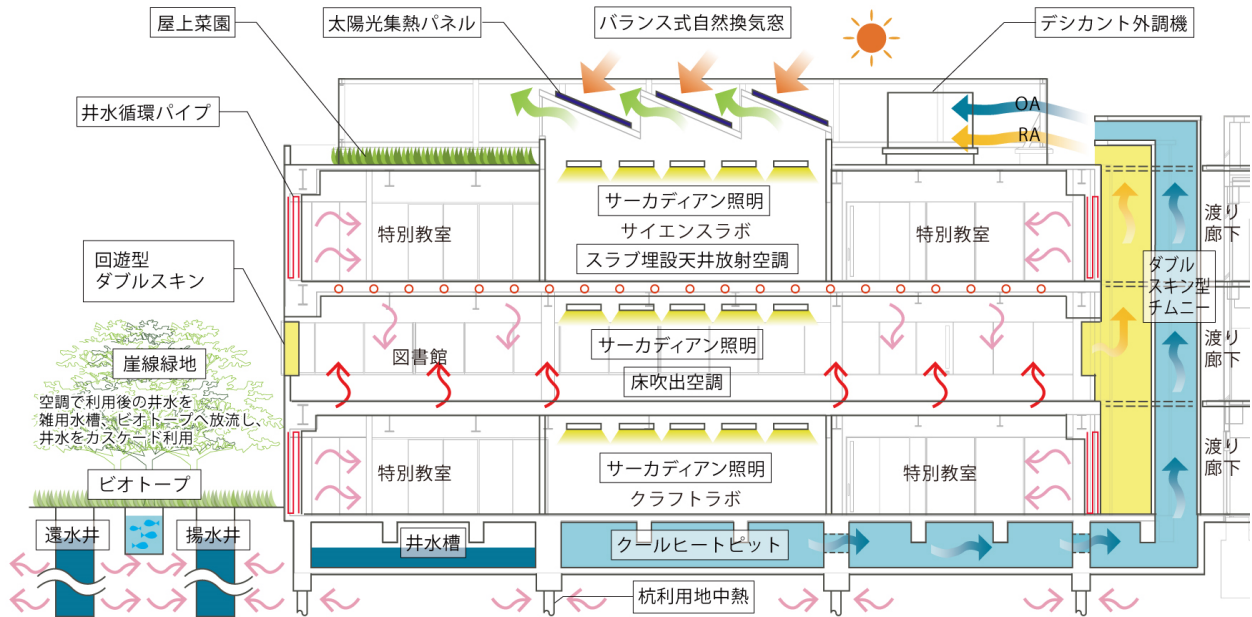 屋上菜園
太陽光集熱パネル
バランス式自然換気窓
デシカント外調機
井水循環パイプ
OA
RA
サーカディアン照明
サイエンスラボ
スラブ埋設天井放射空調
特別教室
特別教室
渡り
廊下
回遊型
ダブルスキン
ダブル
スキン型
チムニー
サーカディアン照明
図書館
床吹出空調
渡り
廊下
崖線緑地
空調で利用後の井水を
雑用水槽、ビオトープへ放流し、
井水をカスケード利用
サーカディアン照明
クラフトラボ
特別教室
特別教室
渡り
廊下
ビオトープ
還水井
揚水井
井水槽
クールヒートピット
杭利用地中熱